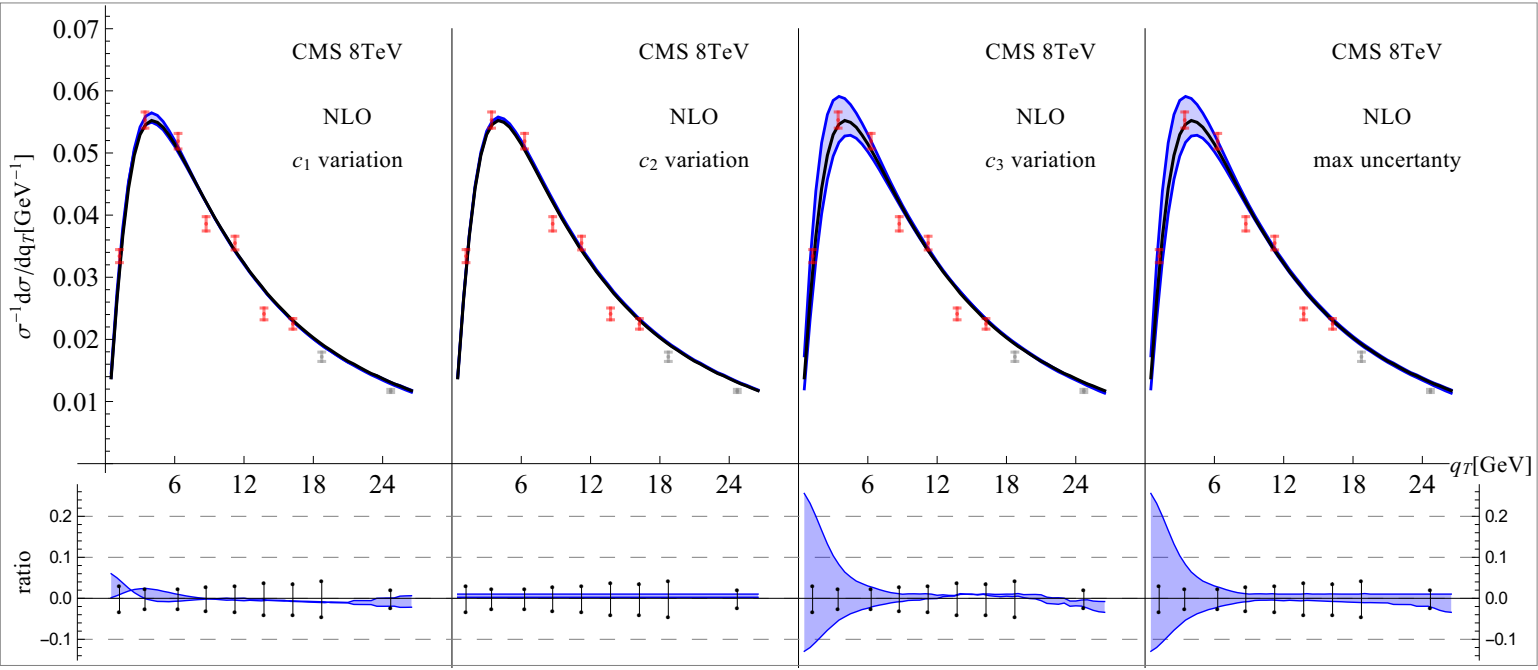 0.07
0.06
0.05
0.04
0.03
0.02
0.01
σ⁻¹dσ/dqT[GeV⁻¹]
CMS 8TeV
NLO
c₁ variation
CMS 8TeV
NLO
c₂ variation
CMS 8TeV
NLO
c₃ variation
CMS 8TeV
NLO
max uncertanty
qT[GeV]
6 12 18 24 6 12 18 24 6 12 18 24 6 12 18 24
ratio
0.2
0.1
0.0
-0.1
0.2
0.1
0.0
-0.1